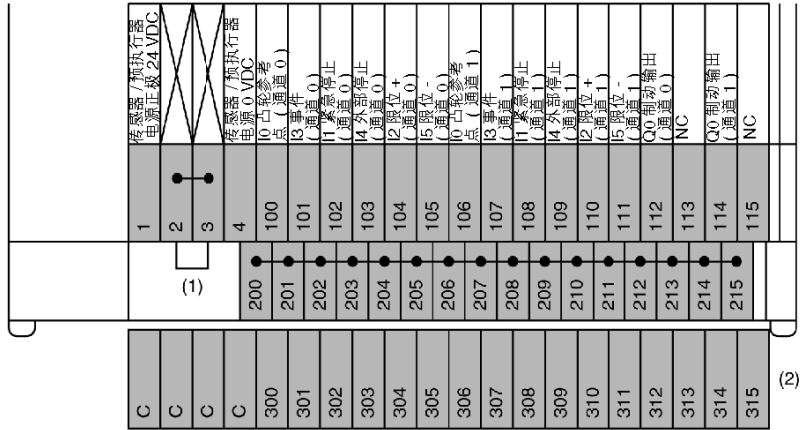 传感器/预执行器
电源正极 24 VDC
传感器/预执行器
电源 0 VDC
I0 凸轮参考
点（通道 0）
I3 事件
（通道 0）
I1 紧急停止
（通道 0）
I4 外部停止
（通道 0）
I2 限位 +
（通道 0）
I5 限位 -
（通道 0）
I0 凸轮参考
点（通道 1）
I3 事件
（通道 1）
I1 紧急停止
（通道 1）
I4 外部停止
（通道 1）
I2 限位 +
（通道 1）
I5 限位 -
（通道 1）
Q0 制动输出
（通道 0）
NC
Q0 制动输出
（通道 1）
NC
1 2 3 4 100 101 102 103 104 105 106 107 108 109 110 111 112 113 114 115
(1)
200 201 202 203 204 205 206 207 208 209 210 211 212 213 214 215
C C C C 300 301 302 303 304 305 306 307 308 309 310 311 312 313 314 315
(2)